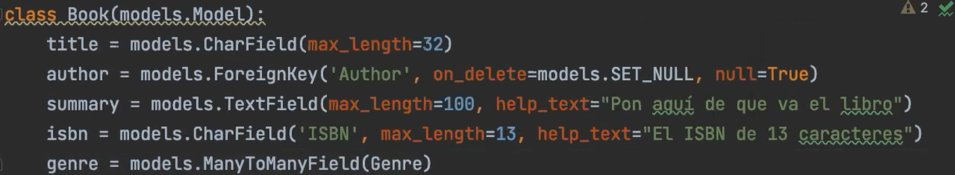 class Book(models.Model):
2
    title = models.CharField(max_length=32)
    author = models.ForeignKey('Author', on_delete=models.SET_NULL, null=True)
    summary = models.TextField(max_length=100, help_text="Pon aquí de que va el libro")
    isbn = models.CharField('ISBN', max_length=13, help_text="El ISBN de 13 caracteres")
    genre = models.ManyToManyField(Genre)